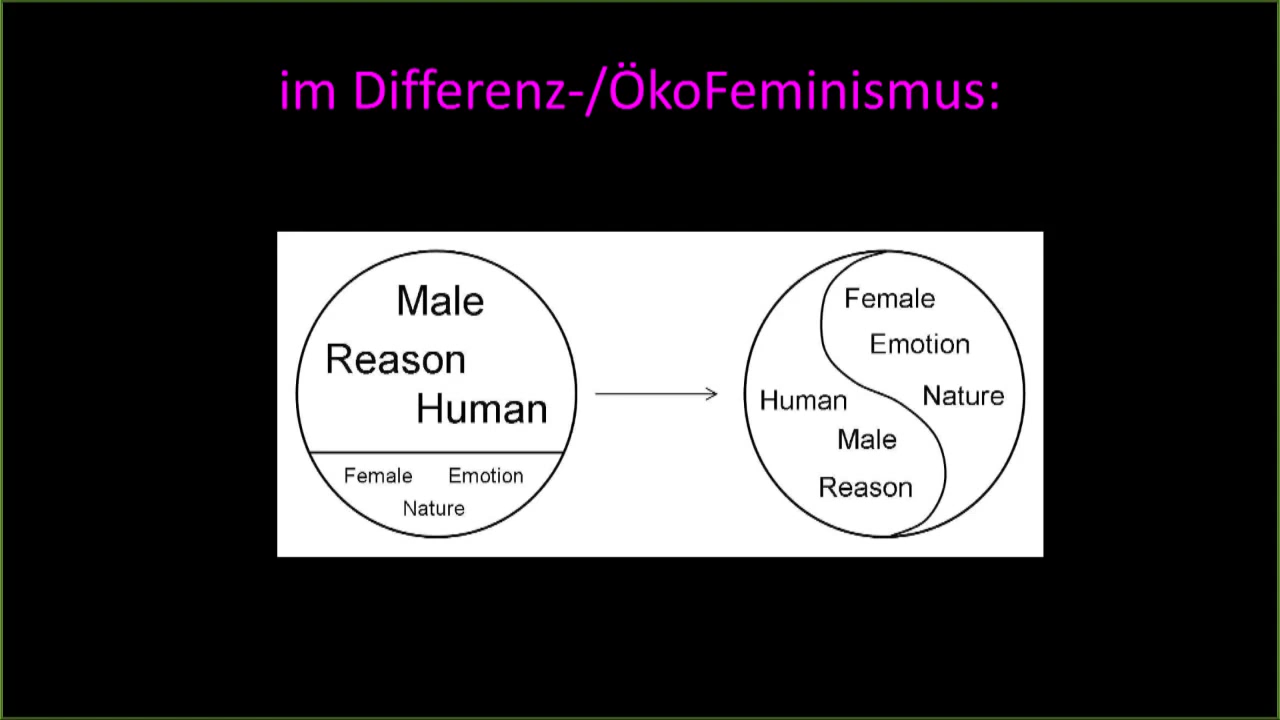 im Differenz-/ÖkoFeminismus:
Male
Reason
Human
Female Emotion
Nature
Female
Emotion
Nature
Human
Male
Reason